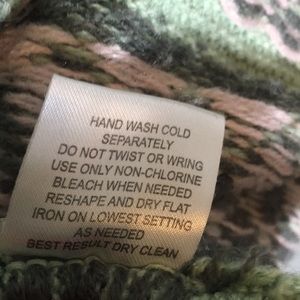 HAND WASH COLD
SEPARATELY
DO NOT TWIST OR WRING
USE ONLY NON-CHLORINE
BLEACH WHEN NEEDED
RESHAPE AND DRY FLAT
IRON ON LOWEST SETTING
AS NEEDED
BEST RESULT DRY CLEAN